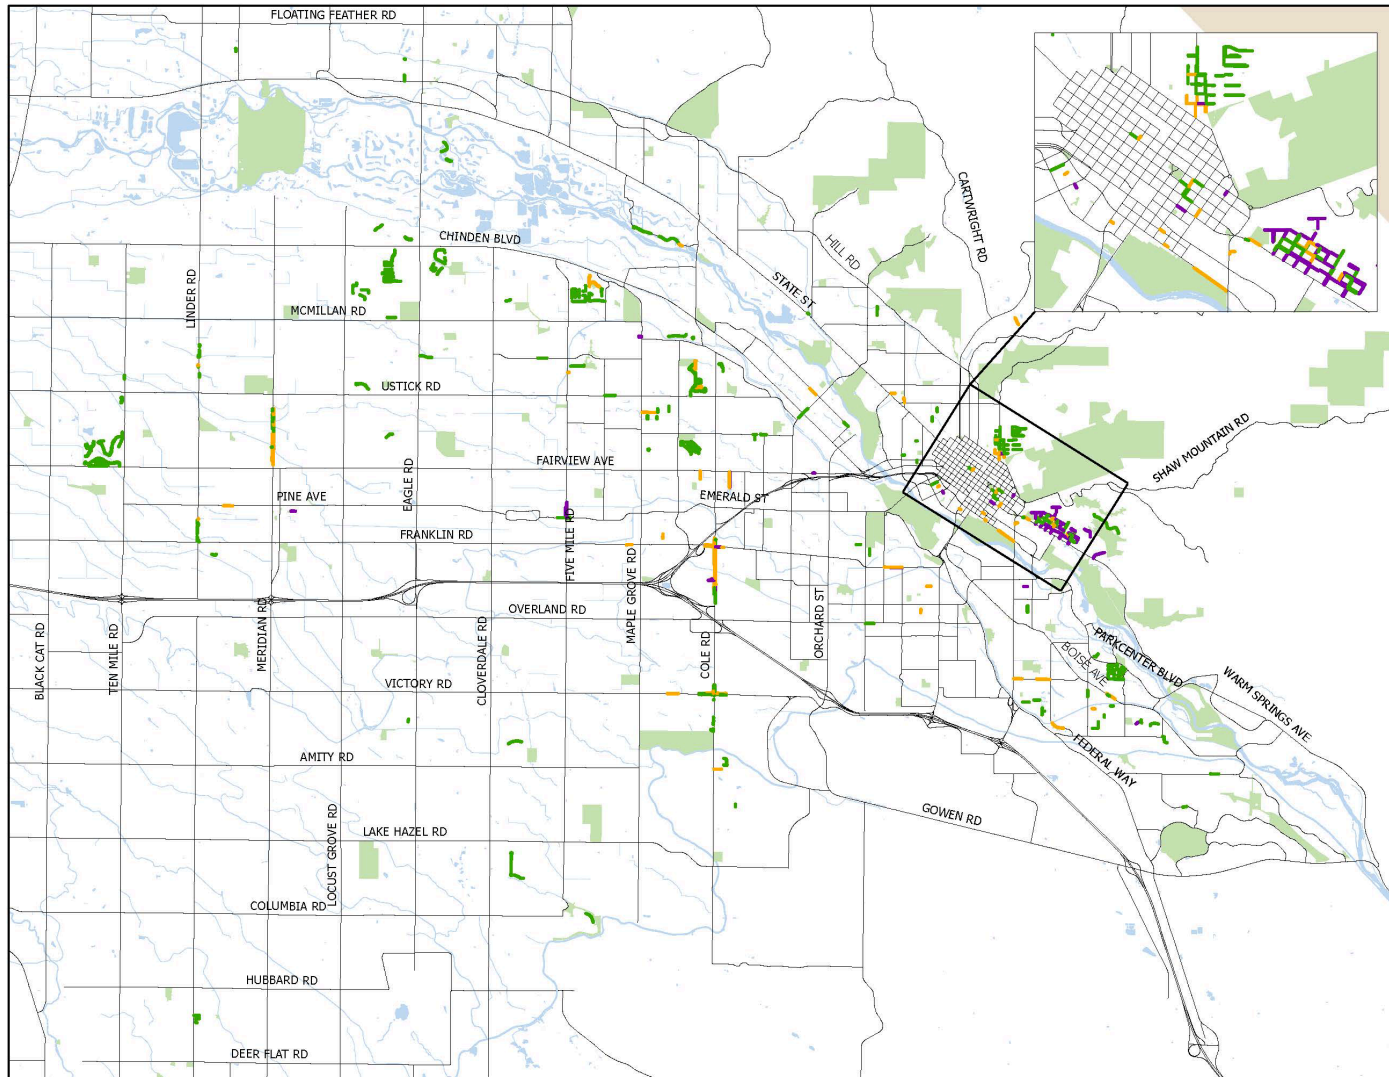 FLOATING FEATHER RD
CARTWRIGHT RD
HILL RD
CHINDEN BLVD
STATE ST
LINDER RD
MCMILLAN RD
USTICK RD
SHAW MOUNTAIN RD
FAIRVIEW AVE
EAGLE RD
PINE AVE
EMERALD ST
FRANKLIN RD
FIVE MILE RD
MAPLE GROVE RD
OVERLAND RD
ORCHARD ST
BLACK CAT RD
TEN MILE RD
MERIDIAN RD
CLOVERDALE RD
COLE RD
PARKCENTER BLVD
BOISE AVE
WARM SPRINGS AVE
VICTORY RD
AMITY RD
FEDERAL WAY
GOWEN RD
LOCUST GROVE RD
LAKE HAZEL RD
COLUMBIA RD
HUBBARD RD
DEER FLAT RD